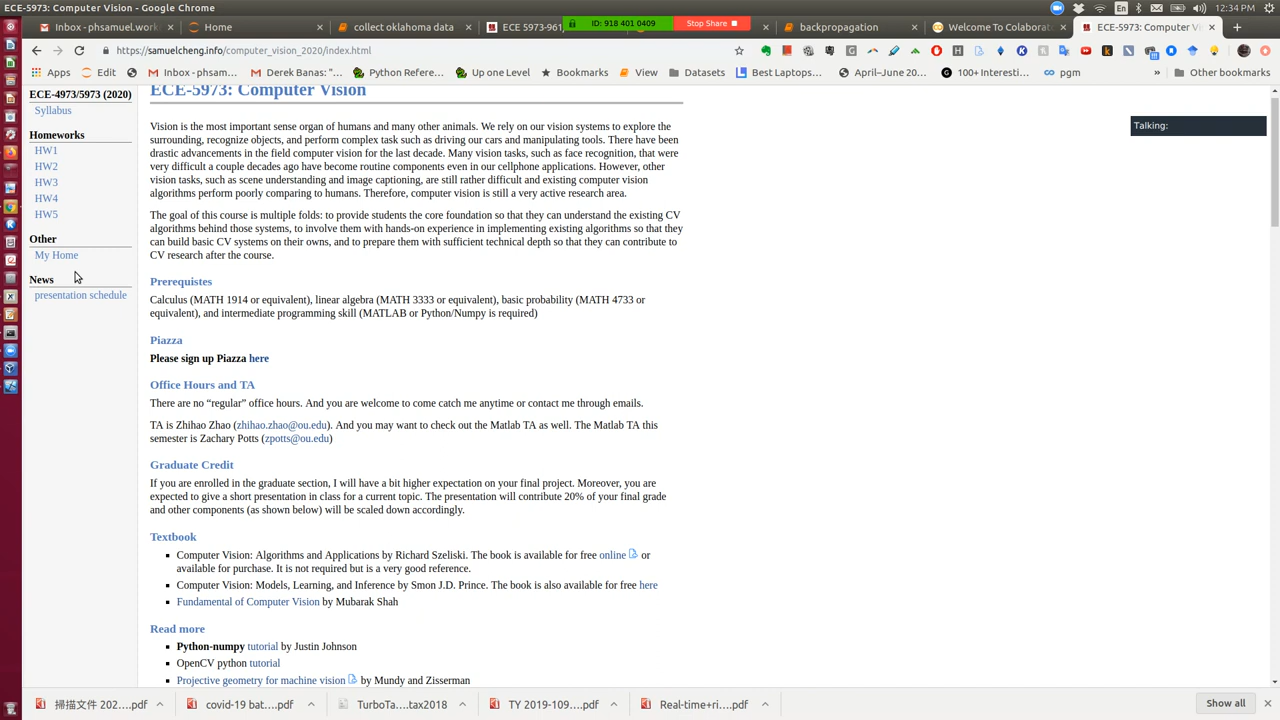 ECE-5973: Computer Vision - Google Chrome
En
12:34 PM
Inbox - phsamuel.work
Home
collect oklahoma data
ECE 5973-961
ID: 918 401 0409
Stop Share
backpropagation
Welcome To Colaborat
ECE-5973: Computer Vi
https://samuelcheng.info/computer_vision_2020/index.html
Apps
Edit
Inbox - phsam...
Derek Banas: "...
Python Refere...
Up one Level
Bookmarks
View
Datasets
Best Laptops...
April–June 20...
100+ Interesti...
pgm
»
Other bookmarks
ECE-4973/5973 (2020)
Syllabus
Homeworks
HW1
HW2
HW3
HW4
HW5
Other
My Home
News
presentation schedule
ECE-5973: Computer Vision
Vision is the most important sense organ of humans and many other animals. We rely on our vision systems to explore the
surrounding, recognize objects, and perform complex task such as driving our cars and manipulating tools. There have been
drastic advancements in the field computer vision for the last decade. Many vision tasks, such as face recognition, that were
very difficult a couple decades ago have become routine components even in our cellphone applications. However, other
vision tasks, such as scene understanding and image captioning, are still rather difficult and existing computer vision
algorithms perform poorly comparing to humans. Therefore, computer vision is still a very active research area.
The goal of this course is multiple folds: to provide students the core foundation so that they can understand the existing CV
algorithms behind those systems, to involve them with hands-on experience in implementing existing algorithms so that they
can build basic CV systems on their owns, and to prepare them with sufficient technical depth so that they can contribute to
CV research after the course.
Prerequistes
Calculus (MATH 1914 or equivalent), linear algebra (MATH 3333 or equivalent), basic probability (MATH 4733 or
equivalent), and intermediate programming skill (MATLAB or Python/Numpy is required)
Piazza
Please sign up Piazza here
Office Hours and TA
There are no “regular” office hours. And you are welcome to come catch me anytime or contact me through emails.
TA is Zhihao Zhao (zhihao.zhao@ou.edu). And you may want to check out the Matlab TA as well. The Matlab TA this
semester is Zachary Potts (zpotts@ou.edu)
Graduate Credit
If you are enrolled in the graduate section, I will have a bit higher expectation on your final project. Moreover, you are
expected to give a short presentation in class for a current topic. The presentation will contribute 20% of your final grade
and other components (as shown below) will be scaled down accordingly.
Textbook
Computer Vision: Algorithms and Applications by Richard Szeliski. The book is available for free online or
available for purchase. It is not required but is a very good reference.
Computer Vision: Models, Learning, and Inference by Smon J.D. Prince. The book is also available for free here
Fundamental of Computer Vision by Mubarak Shah
Read more
Python-numpy tutorial by Justin Johnson
OpenCV python tutorial
Projective geometry for machine vision by Mundy and Zisserman
Talking:
掃描文件 202....pdf
covid-19 bat....pdf
TurboTa....tax2018
TY 2019-109....pdf
Real-time+ri....pdf
Show all